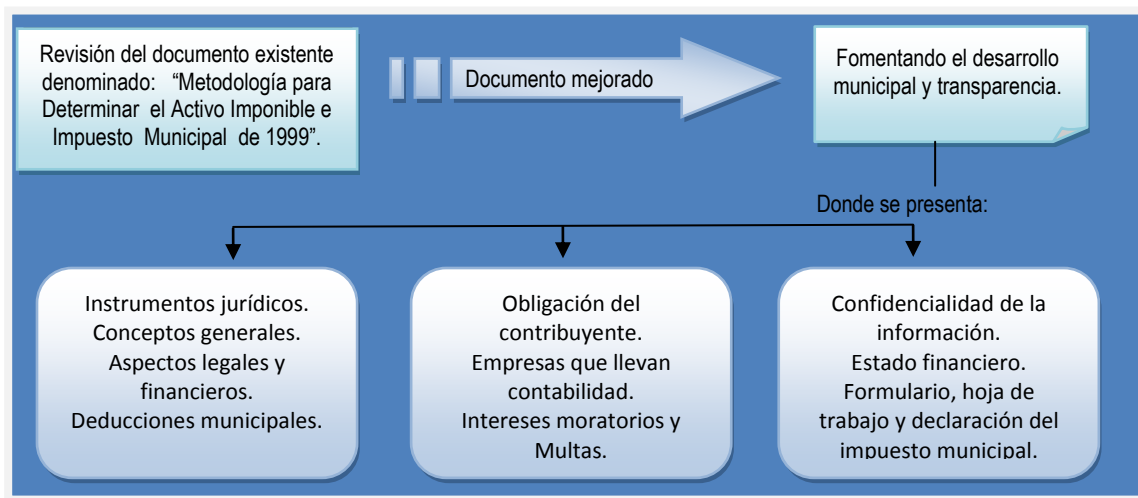 Revisión del documento existente
denominado: “Metodología para
Determinar el Activo Imponible e
Impuesto Municipal de 1999”.
Documento mejorado
Fomentando el desarrollo
municipal y transparencia.
Donde se presenta:
Instrumentos jurídicos.
Conceptos generales.
Aspectos legales y
financieros.
Deducciones municipales.
Obligación del
contribuyente.
Empresas que llevan
contabilidad.
Intereses moratorios y
Multas.
Confidencialidad de la
información.
Estado financiero.
Formulario, hoja de
trabajo y declaración del
impuesto municipal.